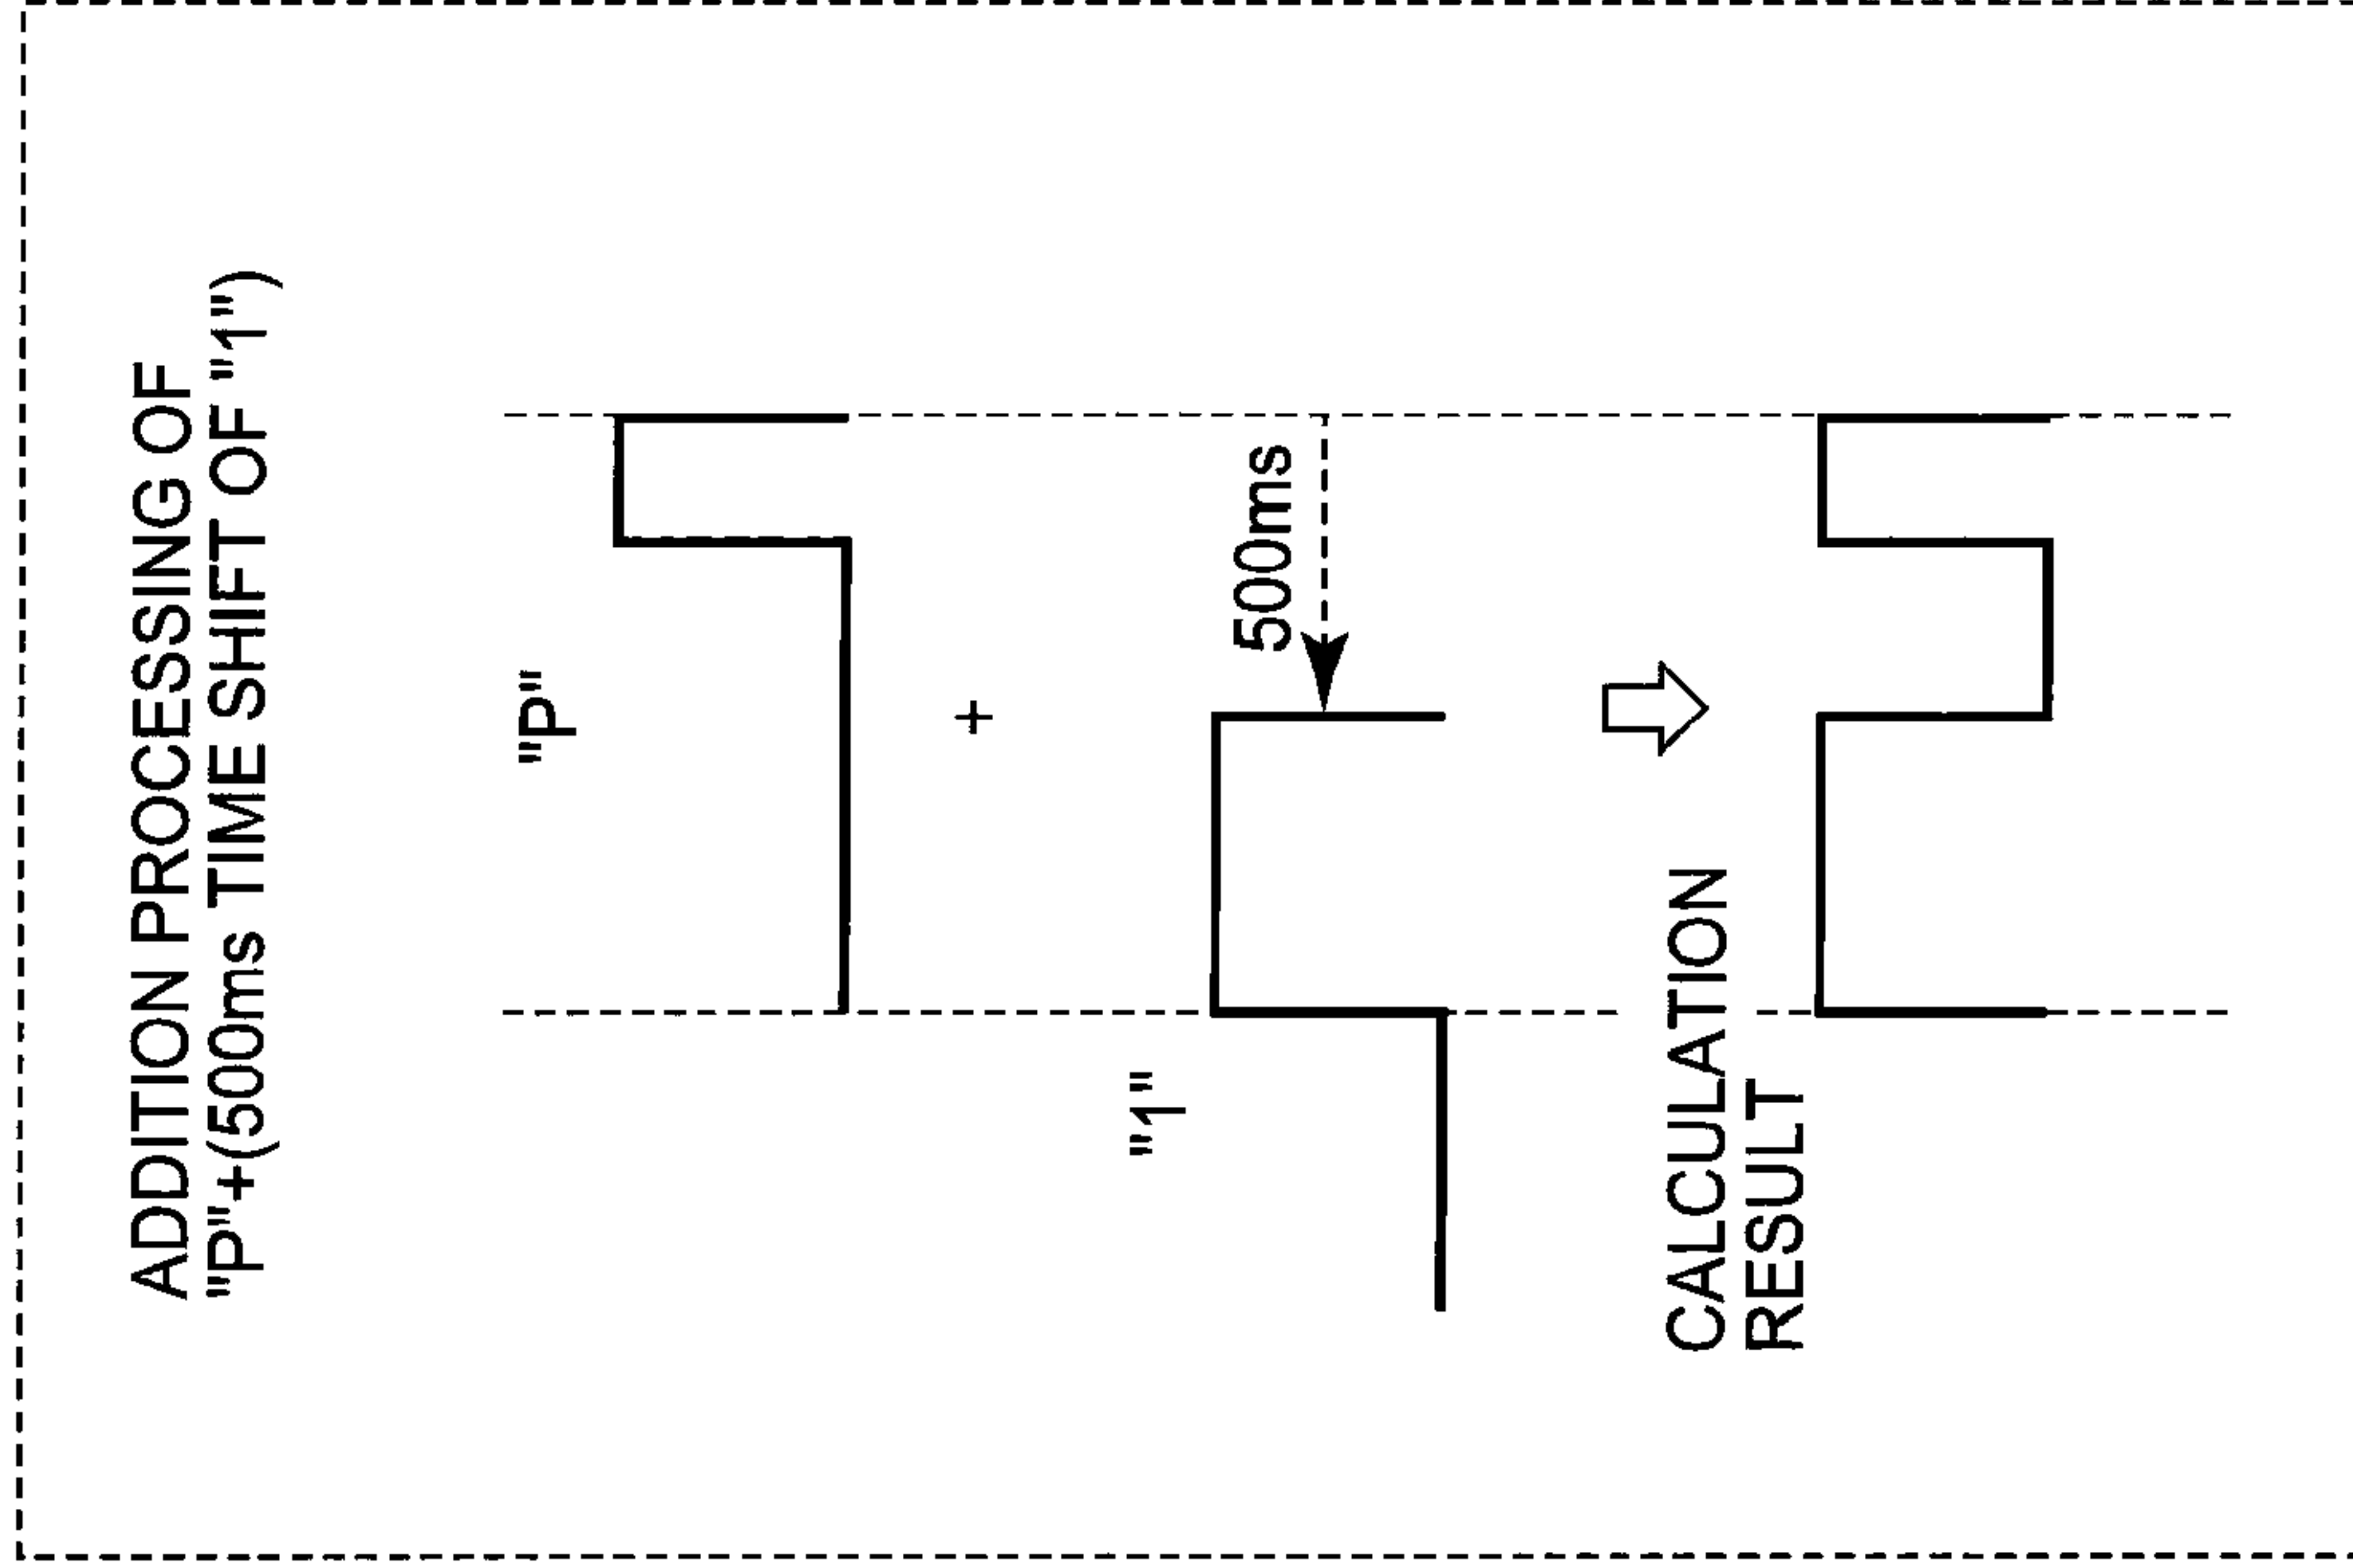 ADDITION PROCESSING OF
"P"+(500ms TIME SHIFT OF "1")
"P"
+
"1"
500ms
CALCULATION
RESULT